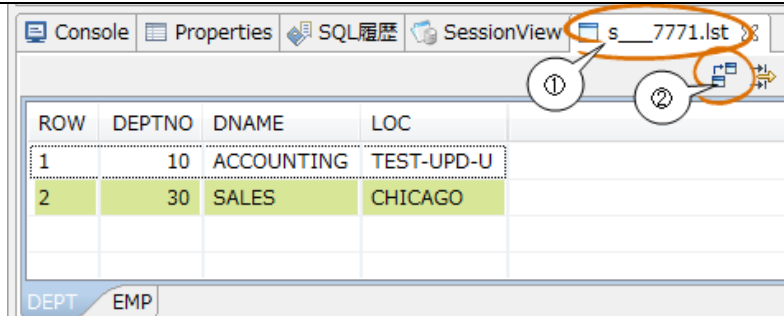 Console Properties SQL履歴 SessionView s___7771.lst
① ②
ROW DEPTNO DNAME LOC
1 10 ACCOUNTING TEST-UPD-U
2 30 SALES CHICAGO
DEPT EMP